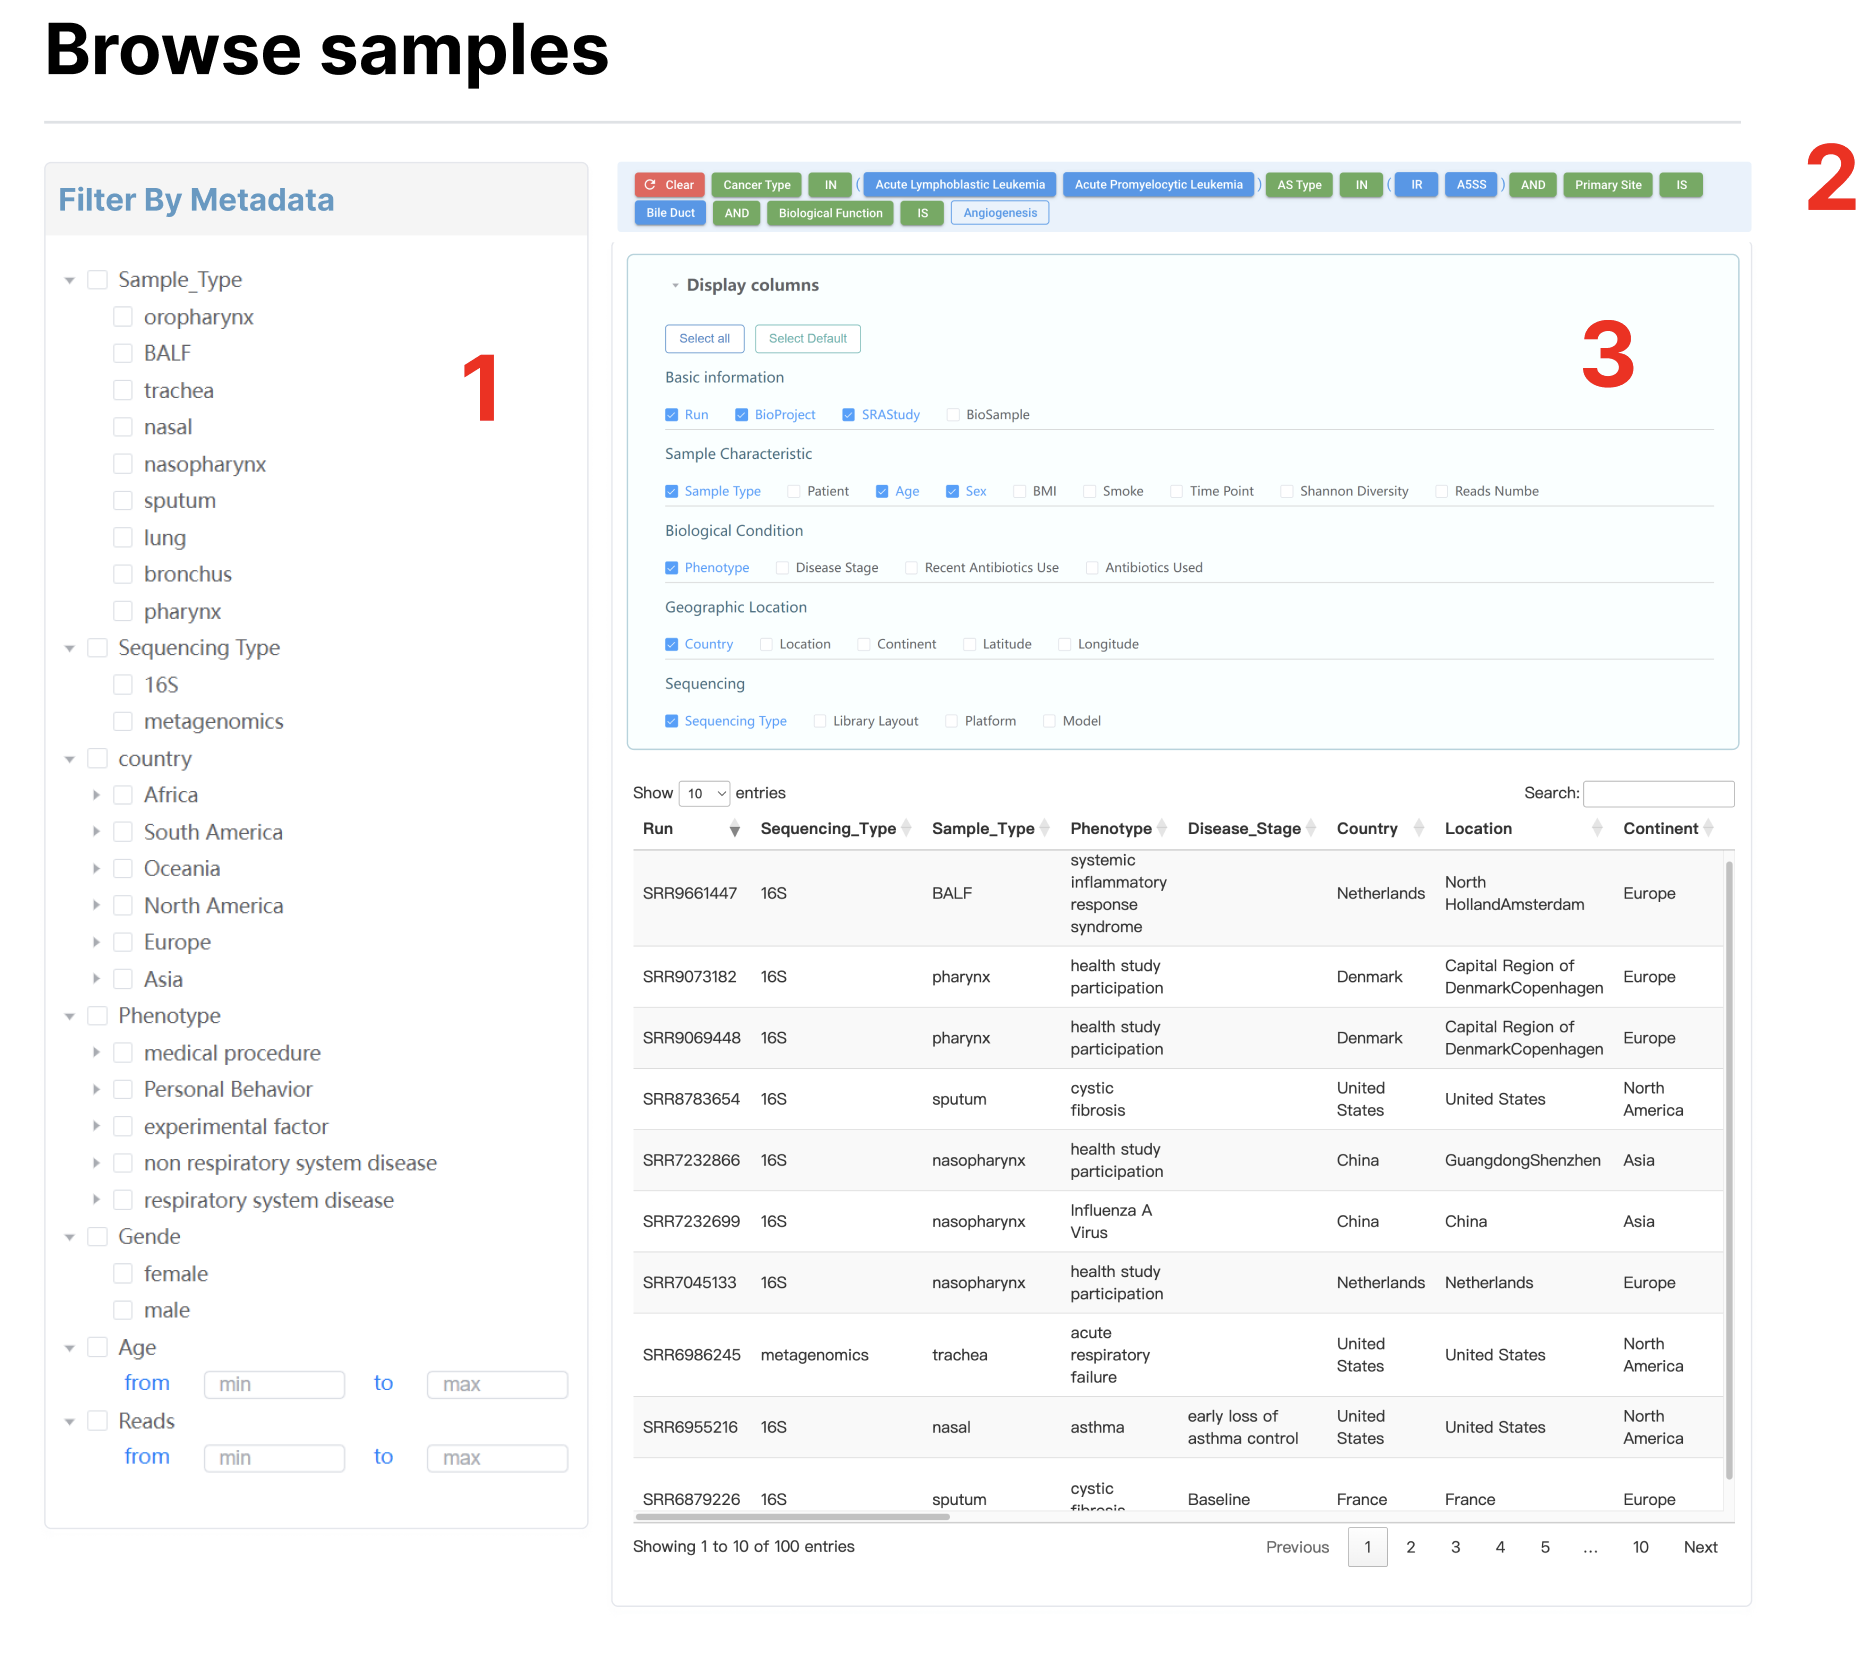 Browse samples
Filter By Metadata
Sample_Type
oropharynx
BALF
trachea
nasal
nasopharynx
sputum
lung
bronchus
pharynx
Sequencing Type
16S
metagenomics
country
Africa
South America
Oceania
North America
Europe
Asia
Phenotype
medical procedure
Personal Behavior
experimental factor
non respiratory system disease
respiratory system disease
Gende
female
male
Age
from min to max
Reads
from min to max
1
2
Clear Cancer Type IN ( Acute Lymphoblastic Leukemia Acute Promyelocytic Leukemia ) AS Type IN ( IR A5SS ) AND Primary Site IS
Bile Duct AND Biological Function IS Angiogenesis
3
Display columns
Select all Select Default
Basic information
Run BioProject SRAStudy BioSample
Sample Characteristic
Sample Type Patient Age Sex BMI Smoke Time Point Shannon Diversity Reads Numbe
Biological Condition
Phenotype Disease Stage Recent Antibiotics Use Antibiotics Used
Geographic Location
Country Location Continent Latitude Longitude
Sequencing
Sequencing Type Library Layout Platform Model
Show 10 entries Search:
Run Sequencing_Type Sample_Type Phenotype Disease_Stage Country Location Continent
SRR9661447 16S BALF systemic inflammatory response syndrome Netherlands North HollandAmsterdam Europe
SRR9073182 16S pharynx health study participation Denmark Capital Region of DenmarkCopenhagen Europe
SRR9069448 16S pharynx health study participation Denmark Capital Region of DenmarkCopenhagen Europe
SRR8783654 16S sputum cystic fibrosis United States United States North America
SRR7232866 16S nasopharynx health study participation China GuangdongShenzhen Asia
SRR7232699 16S nasopharynx Influenza A Virus China China Asia
SRR7045133 16S nasopharynx health study participation Netherlands Netherlands Europe
SRR6986245 metagenomics trachea acute respiratory failure United States United States North America
SRR6955216 16S nasal asthma early loss of asthma control United States United States North America
SRR6879226 16S sputum cystic fibrosis Baseline France France Europe
Showing 1 to 10 of 100 entries Previous 1 2 3 4 5 ... 10 Next